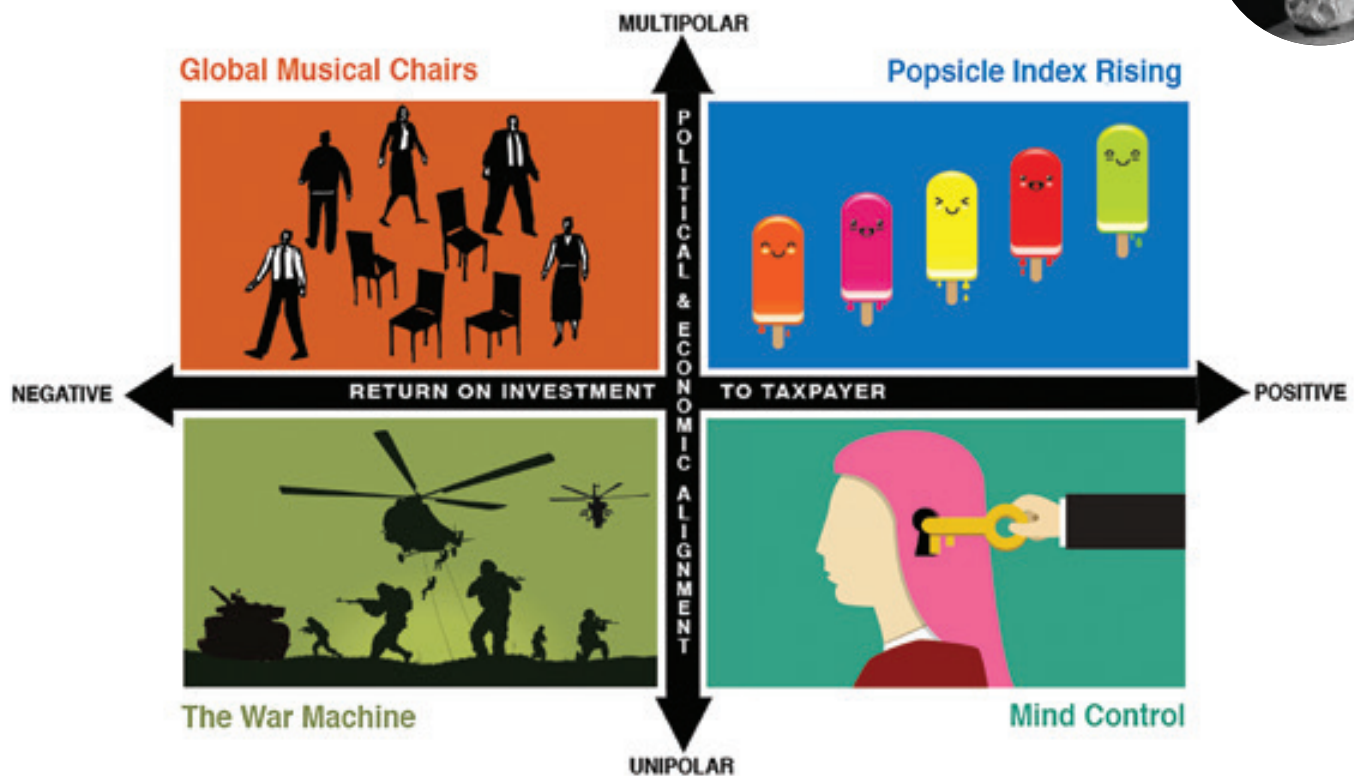 MULTIPOLAR
Global Musical Chairs
Popsicle Index Rising
POLITICAL & ECONOMIC ALIGNMENT
NEGATIVE
RETURN ON INVESTMENT TO TAXPAYER
POSITIVE
The War Machine
Mind Control
UNIPOLAR